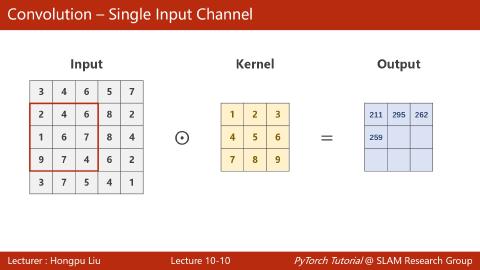 Convolution – Single Input Channel
Input Kernel Output
3 4 6 5 7
2 4 6 8 2 1 2 3 211 295 262
1 6 7 8 4 ⊙ 4 5 6 = 259
9 7 4 6 2 7 8 9
3 7 5 4 1
Lecturer : Hongpu Liu Lecture 10-10 PyTorch Tutorial @ SLAM Research Group